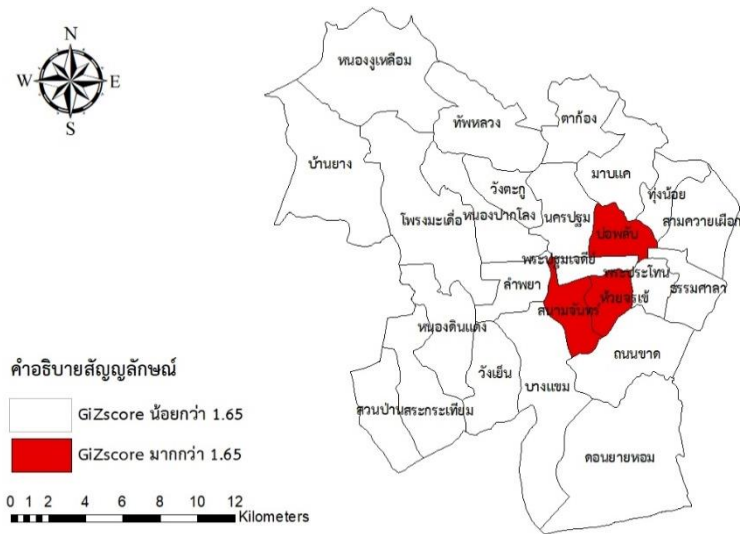 N
W E
S
หนองงูเหลือม
ทัพหลวง
ตาก้อง
บ้านยาง
มาบแค
วังตะกู
ทุ่งน้อย
โพรงมะเดื่อ
หนองปากโลง
นครปฐม
สามควายเผือก
บ่อพลับ
พระปฐมเจดีย์
พระประโทน
ลำพยา
ธรรมศาลา
ห้วยจรเข้
สนามจันทร์
หนองดินแดง
ถนนขาด
วังเย็น
บางแขม
สวนป่าน
สระกระเทียม
ดอนยายหอม
คำอธิบายสัญญลักษณ์
GiZscore น้อยกว่า 1.65
GiZscore มากกว่า 1.65
0 1 2 4 6 8 10 12
Kilometers